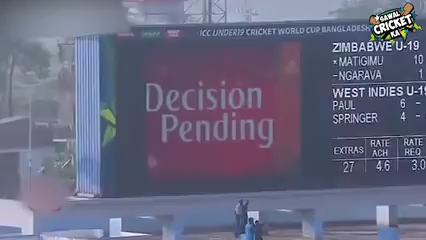 GAWAL
CRICKET
KA
ICC UNDER19 CRICKET WORLD CUP BANGLADESH
Decision
Pending
ZIMBABWE U-19
*MATIGIMU 10
-NGARAVA 1
WEST INDIES U-19
PAUL 6 -
SPRINGER 4 -
EXTRAS RATE ACH RATE REQ
27 4.6 3.0